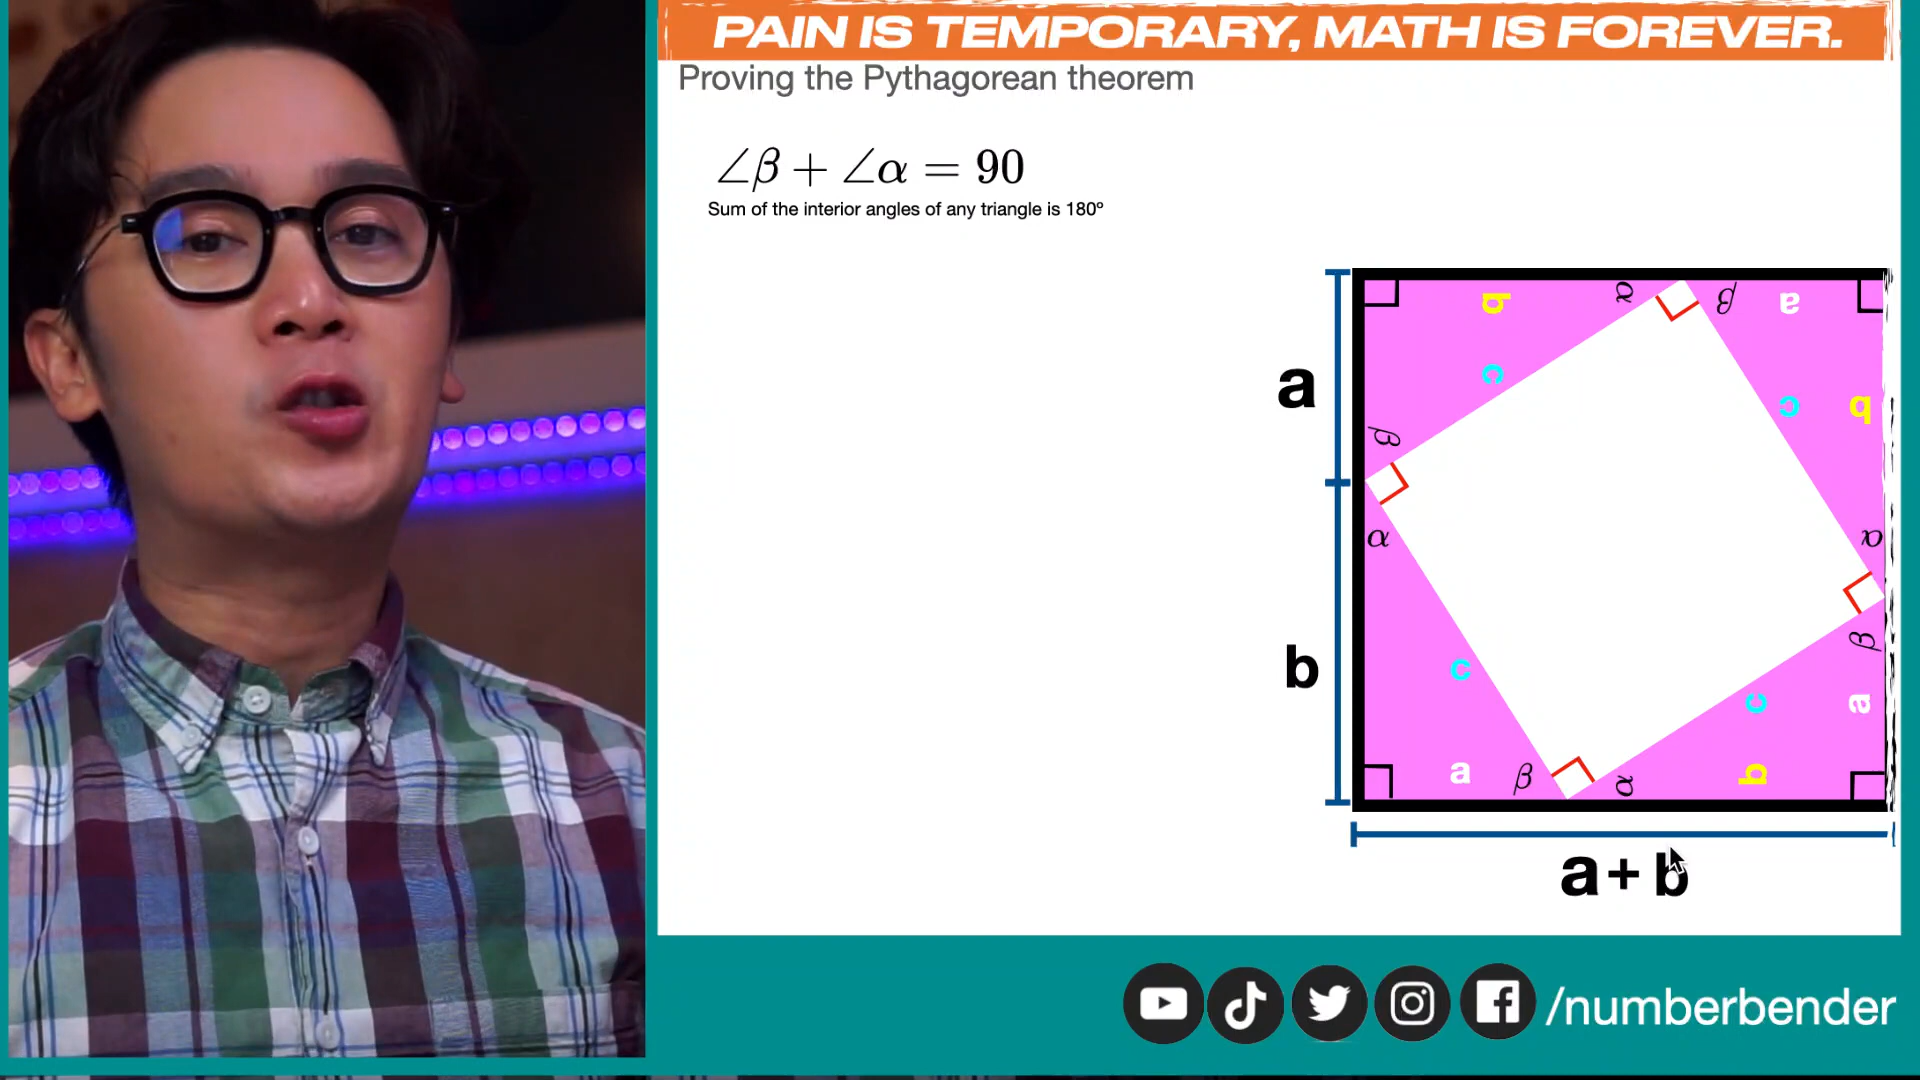 PAIN IS TEMPORARY, MATH IS FOREVER.
Proving the Pythagorean theorem
∠β + ∠α = 90
Sum of the interior angles of any triangle is 180º
b α β a
a c c b
β
α α
β
b c c a
a β α b
a + b
/numberbender